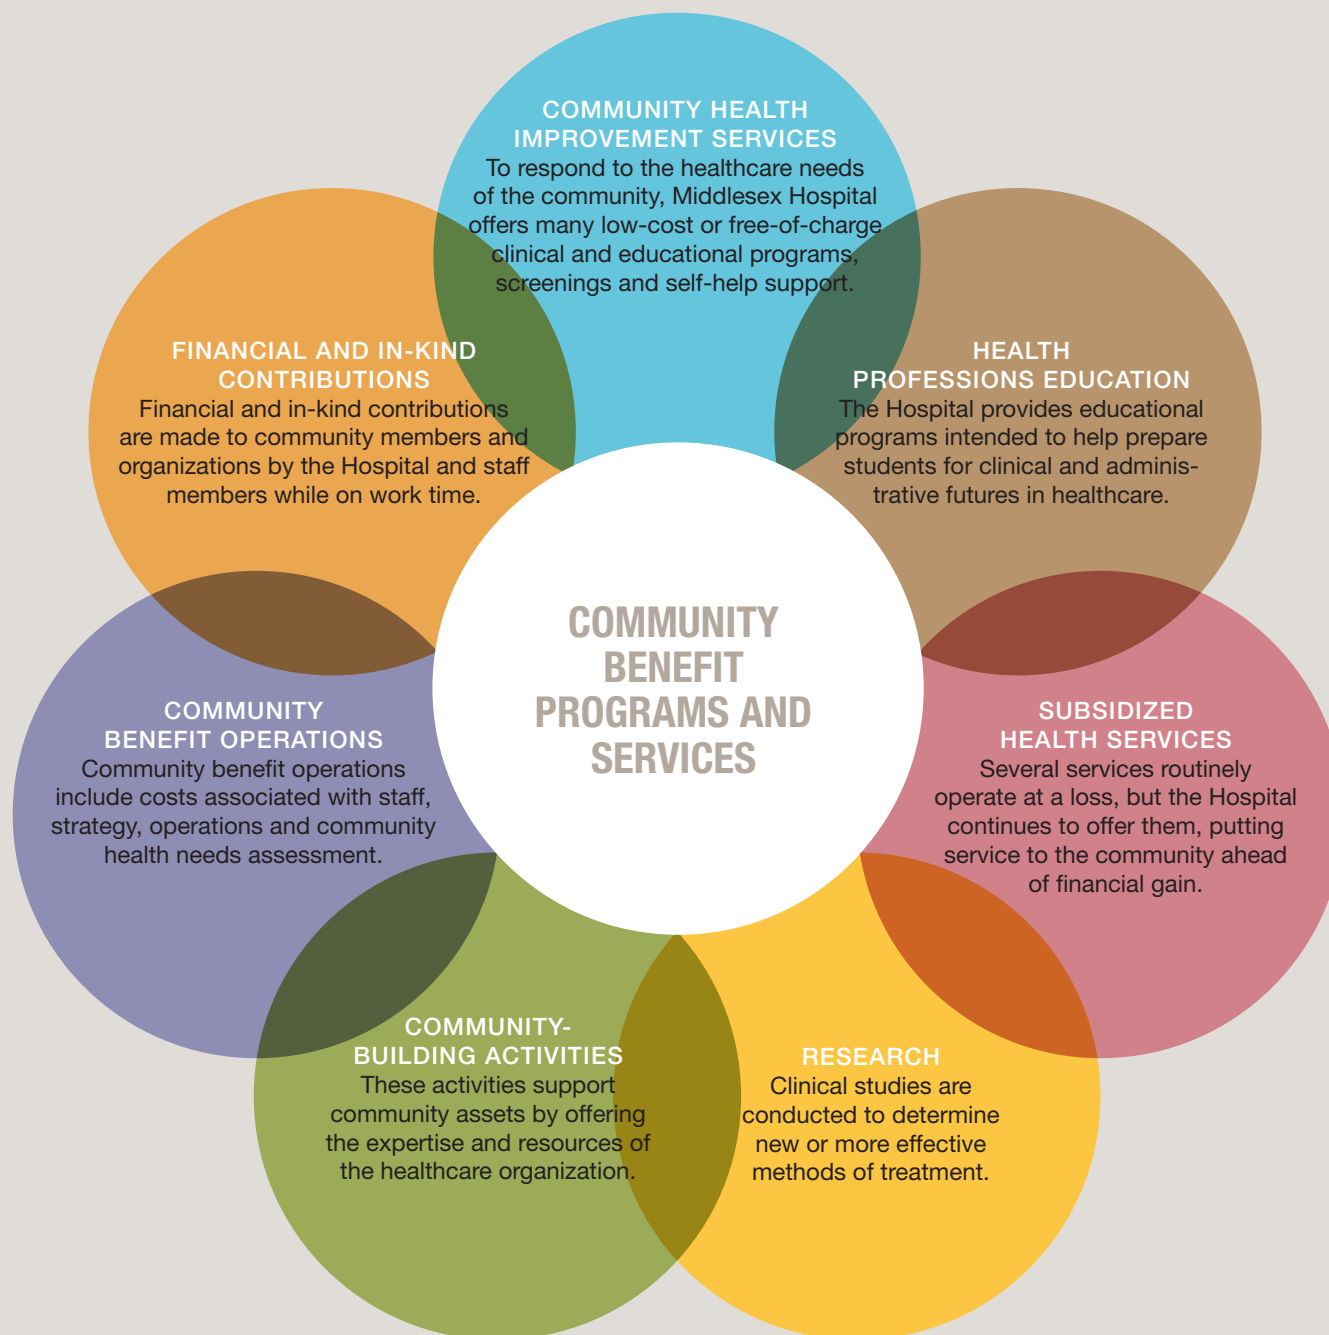 COMMUNITY HEALTH
IMPROVEMENT SERVICES
To respond to the healthcare needs
of the community, Middlesex Hospital
offers many low-cost or free-of-charge
clinical and educational programs,
screenings and self-help support.
FINANCIAL AND IN-KIND
CONTRIBUTIONS
Financial and in-kind contributions
are made to community members and
organizations by the Hospital and staff
members while on work time.
HEALTH
PROFESSIONS EDUCATION
The Hospital provides educational
programs intended to help prepare
students for clinical and adminis-
trative futures in healthcare.
COMMUNITY
BENEFIT
PROGRAMS AND
SERVICES
COMMUNITY
BENEFIT OPERATIONS
Community benefit operations
include costs associated with staff,
strategy, operations and community
health needs assessment.
SUBSIDIZED
HEALTH SERVICES
Several services routinely
operate at a loss, but the Hospital
continues to offer them, putting
service to the community ahead
of financial gain.
COMMUNITY-
BUILDING ACTIVITIES
These activities support
community assets by offering
the expertise and resources of
the healthcare organization.
RESEARCH
Clinical studies are
conducted to determine
new or more effective
methods of treatment.